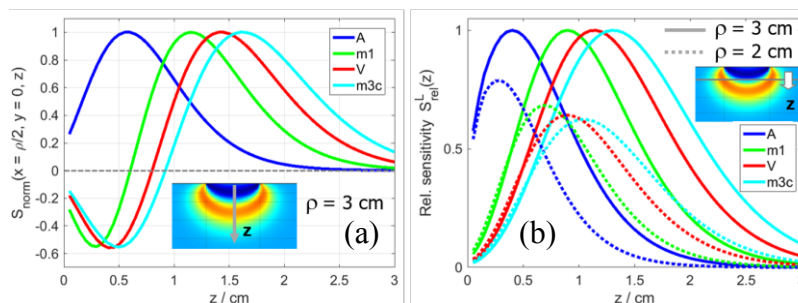 1
0.8
0.6
0.4
0.2
0
-0.2
-0.4
-0.6
0 0.5 1 1.5 2 2.5 3
z / cm
S_norm(x = ρ/2, y = 0, z)
A
m1
V
m3c
z
ρ = 3 cm
(a)
1
0.5
0
0 0.5 1 1.5 2 2.5
z / cm
Rel. sensitivity S^L_rel(z)
ρ = 3 cm
ρ = 2 cm
z
A
m1
V
m3c
(b)